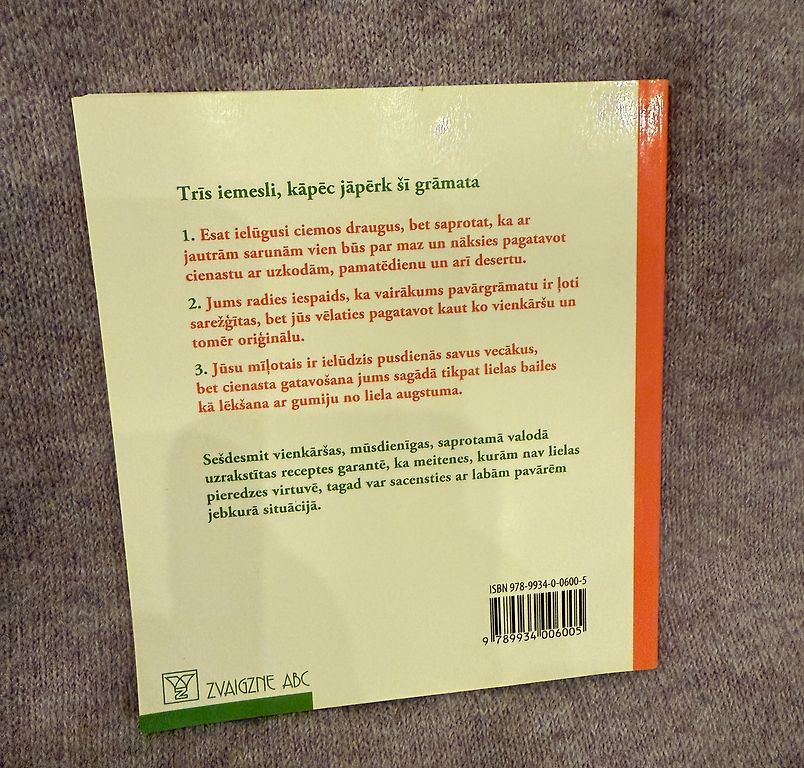 Trīs iemesli, kāpēc jāpērk šī grāmata
1. Esat ielūgusi ciemos draugus, bet saprotat, ka ar
jautrām sarunām vien būs par maz un nāksies pagatavot
cienastu ar uzkodām, pamatēdienu un arī desertu.
2. Jums radies iespaids, ka vairākums pavārgrāmatu ir ļoti
sarežģītas, bet jūs vēlaties pagatavot kaut ko vienkāršu un
tomēr oriģinālu.
3. Jūsu mīļotais ir ielūdzis pusdienās savus vecākus,
bet cienasta gatavošana jums sagādā tikpat lielas bailes
kā lēkšana ar gumiju no liela augstuma.
Sešdesmit vienkāršas, mūsdienīgas, saprotamā valodā
uzrakstītas receptes garantē, ka meitenes, kurām nav lielas
pieredzes virtuvē, tagad var sacensties ar labām pavārēm
jebkurā situācijā.
ISBN 978-9934-0-0600-5
9 789934 006005
ZVAIGZNE ABC